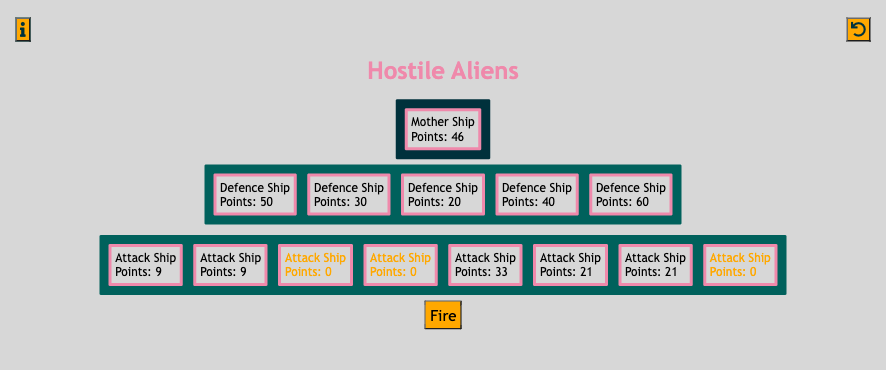 i
Hostile Aliens
Mother Ship
Points: 46
Defence Ship
Points: 50
Defence Ship
Points: 30
Defence Ship
Points: 20
Defence Ship
Points: 40
Defence Ship
Points: 60
Attack Ship
Points: 9
Attack Ship
Points: 9
Attack Ship
Points: 0
Attack Ship
Points: 0
Attack Ship
Points: 33
Attack Ship
Points: 21
Attack Ship
Points: 21
Attack Ship
Points: 0
Fire